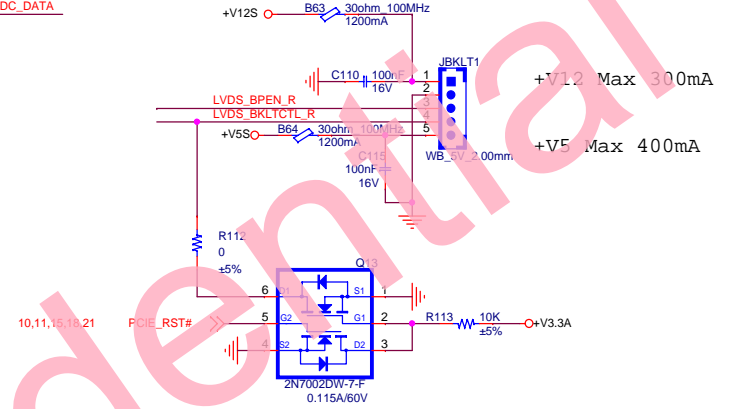 DC_DATA
+V12S
B63
30ohm_100MHz
1200mA
JBKLT1
C110
100nF
16V
1
2
3
4
5
+V12 Max 300mA
LVDS_BPEN_R
LVDS_BKLTCTL_R
+V5S
B64
30ohm_100MHz
1200mA
WB_5V_2.00mm
+V5 Max 400mA
C115
100nF
16V
R112
0
±5%
Q13
6
D1
S1
1
10,11,15,18,21
PCIE_RST#
5
G2
G1
2
R113
10K
±5%
+V3.3A
4
S2
D2
3
2N7002DW-7-F
0.115A/60V
dential